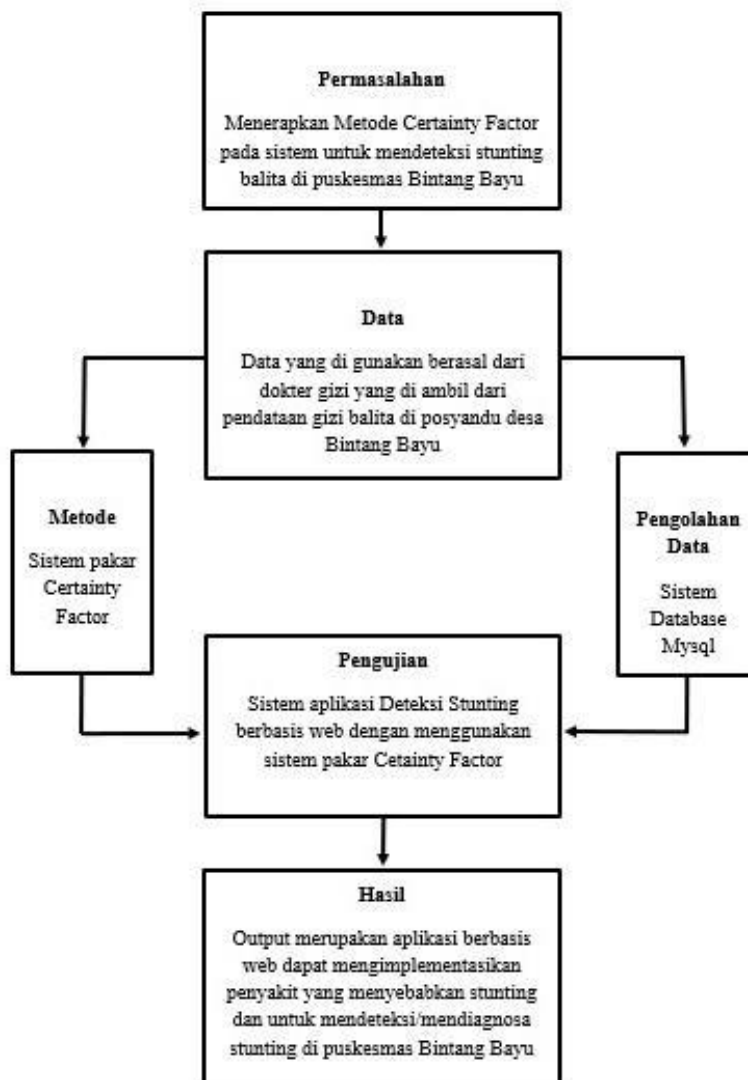 Permasalahan
Menerapkan Metode Certainty Factor
pada sistem untuk mendeteksi stunting
balita di puskesmas Bintang Bayu
Data
Data yang di gunakan berasal dari
dokter gizi yang di ambil dari
pendataan gizi balita di posyandu desa
Bintang Bayu
Metode
Sistem pakar
Certainty
Factor
Pengolahan
Data
Sistem
Database
Mysql
Pengujian
Sistem aplikasi Deteksi Stunting
berbasis web dengan menggunakan
sistem pakar Cetainty Factor
Hasil
Output merupakan aplikasi berbasis
web dapat mengimplementasikan
penyakit yang menyebabkan stunting
dan untuk mendeteksi/mendiagnosa
stunting di puskesmas Bintang Bayu